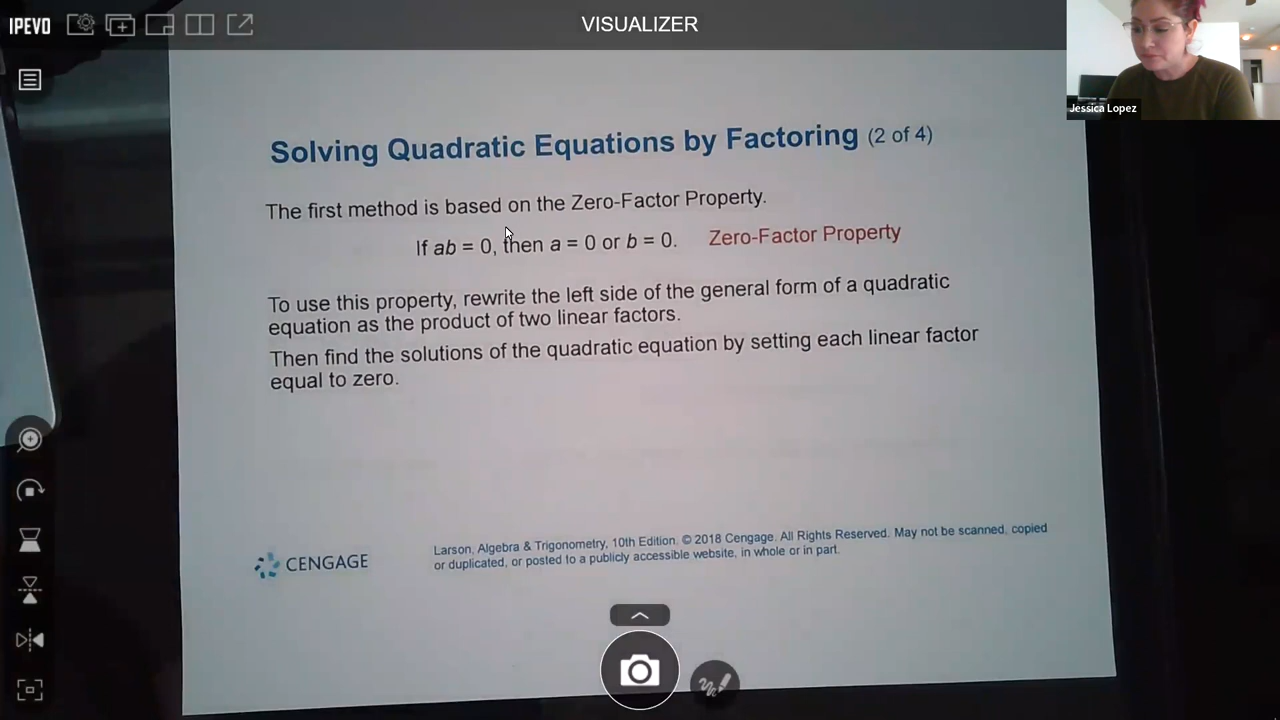 IPEVO
VISUALIZER
Jessica Lopez
Solving Quadratic Equations by Factoring (2 of 4)
The first method is based on the Zero-Factor Property.
If ab = 0, then a = 0 or b = 0. Zero-Factor Property
To use this property, rewrite the left side of the general form of a quadratic
equation as the product of two linear factors.
Then find the solutions of the quadratic equation by setting each linear factor
equal to zero.
CENGAGE
Larson, Algebra & Trigonometry, 10th Edition. © 2018 Cengage. All Rights Reserved. May not be scanned, copied
or duplicated, or posted to a publicly accessible website, in whole or in part.